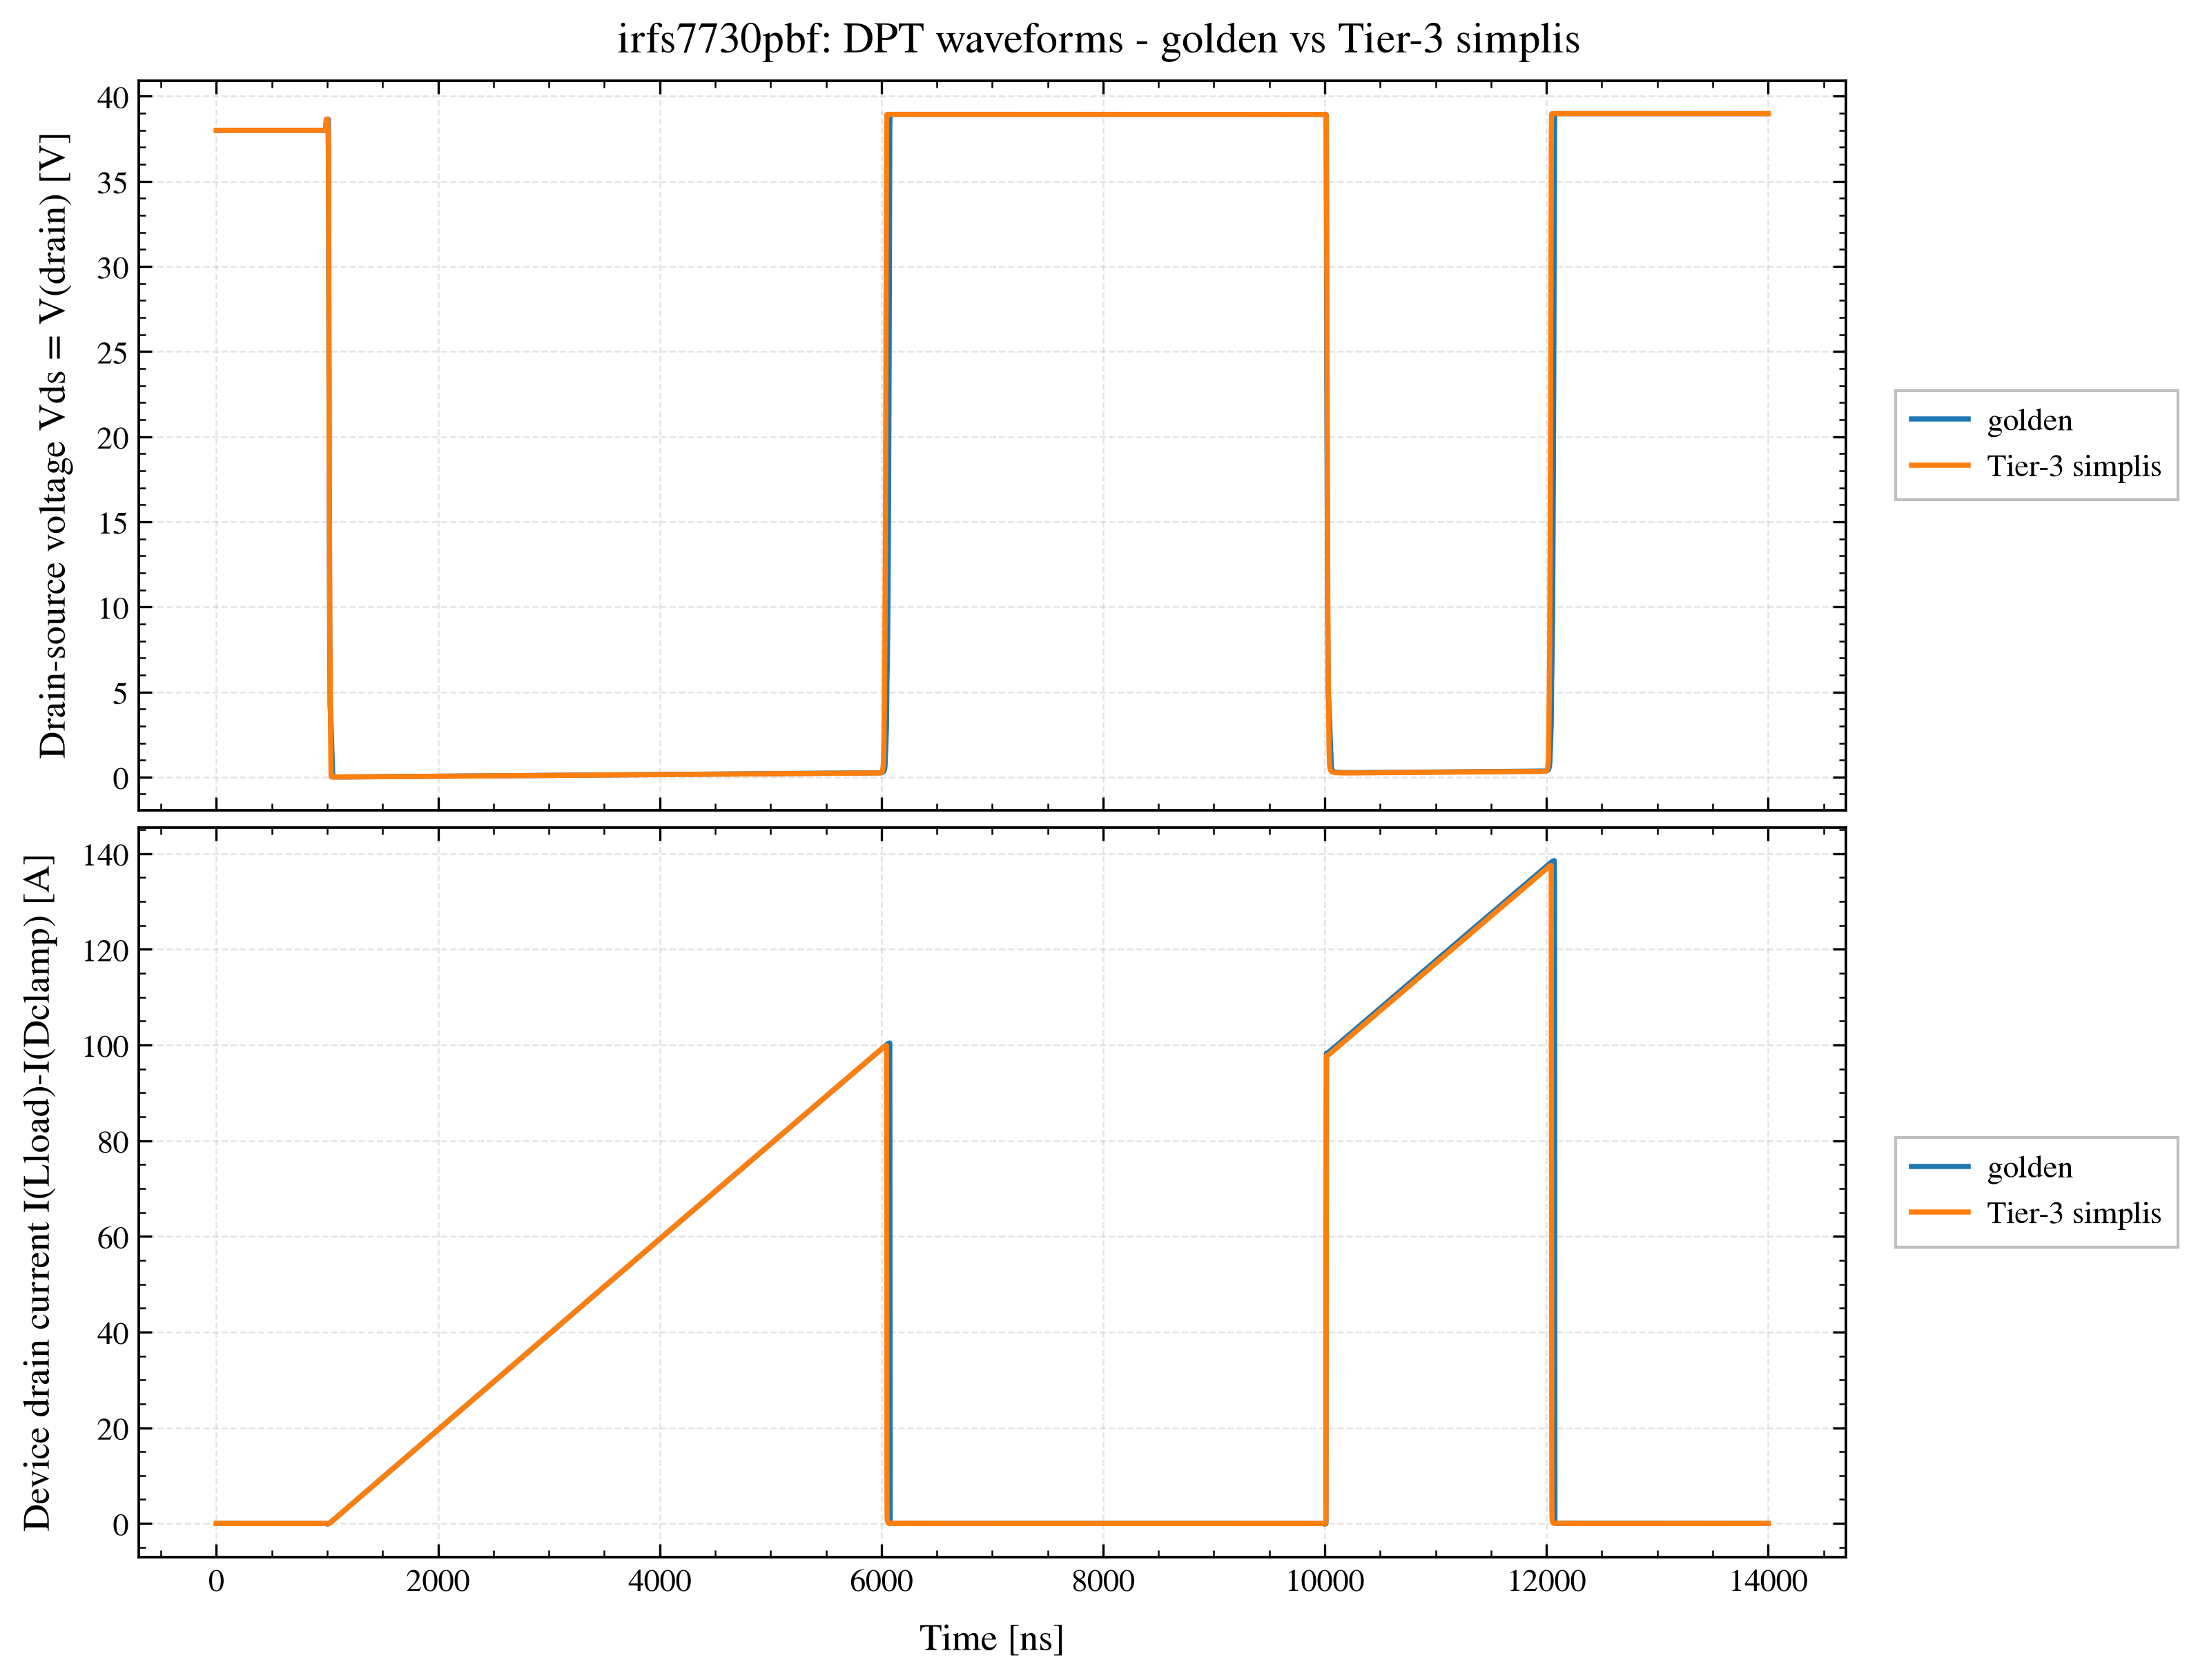 irfs7730pbf: DPT waveforms - golden vs Tier-3 simplis
Drain-source voltage Vds = V(drain) [V]
40
35
30
25
20
15
10
5
0
golden
Tier-3 simplis
Device drain current I(Lload)-I(Dclamp) [A]
140
120
100
80
60
40
20
0
golden
Tier-3 simplis
0 2000 4000 6000 8000 10000 12000 14000
Time [ns]